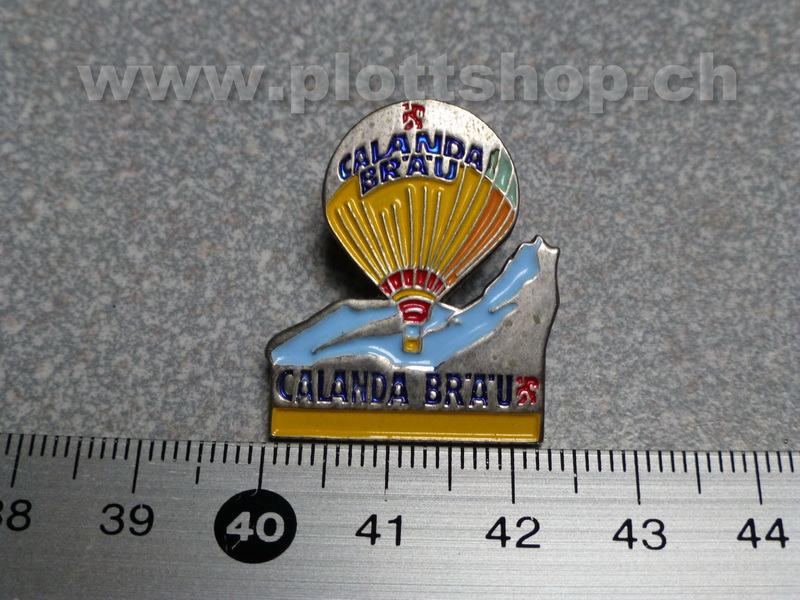 www.plottshop.ch
CALANDA
BRÄU
CALANDA BRÄU
38 39 40 41 42 43 44